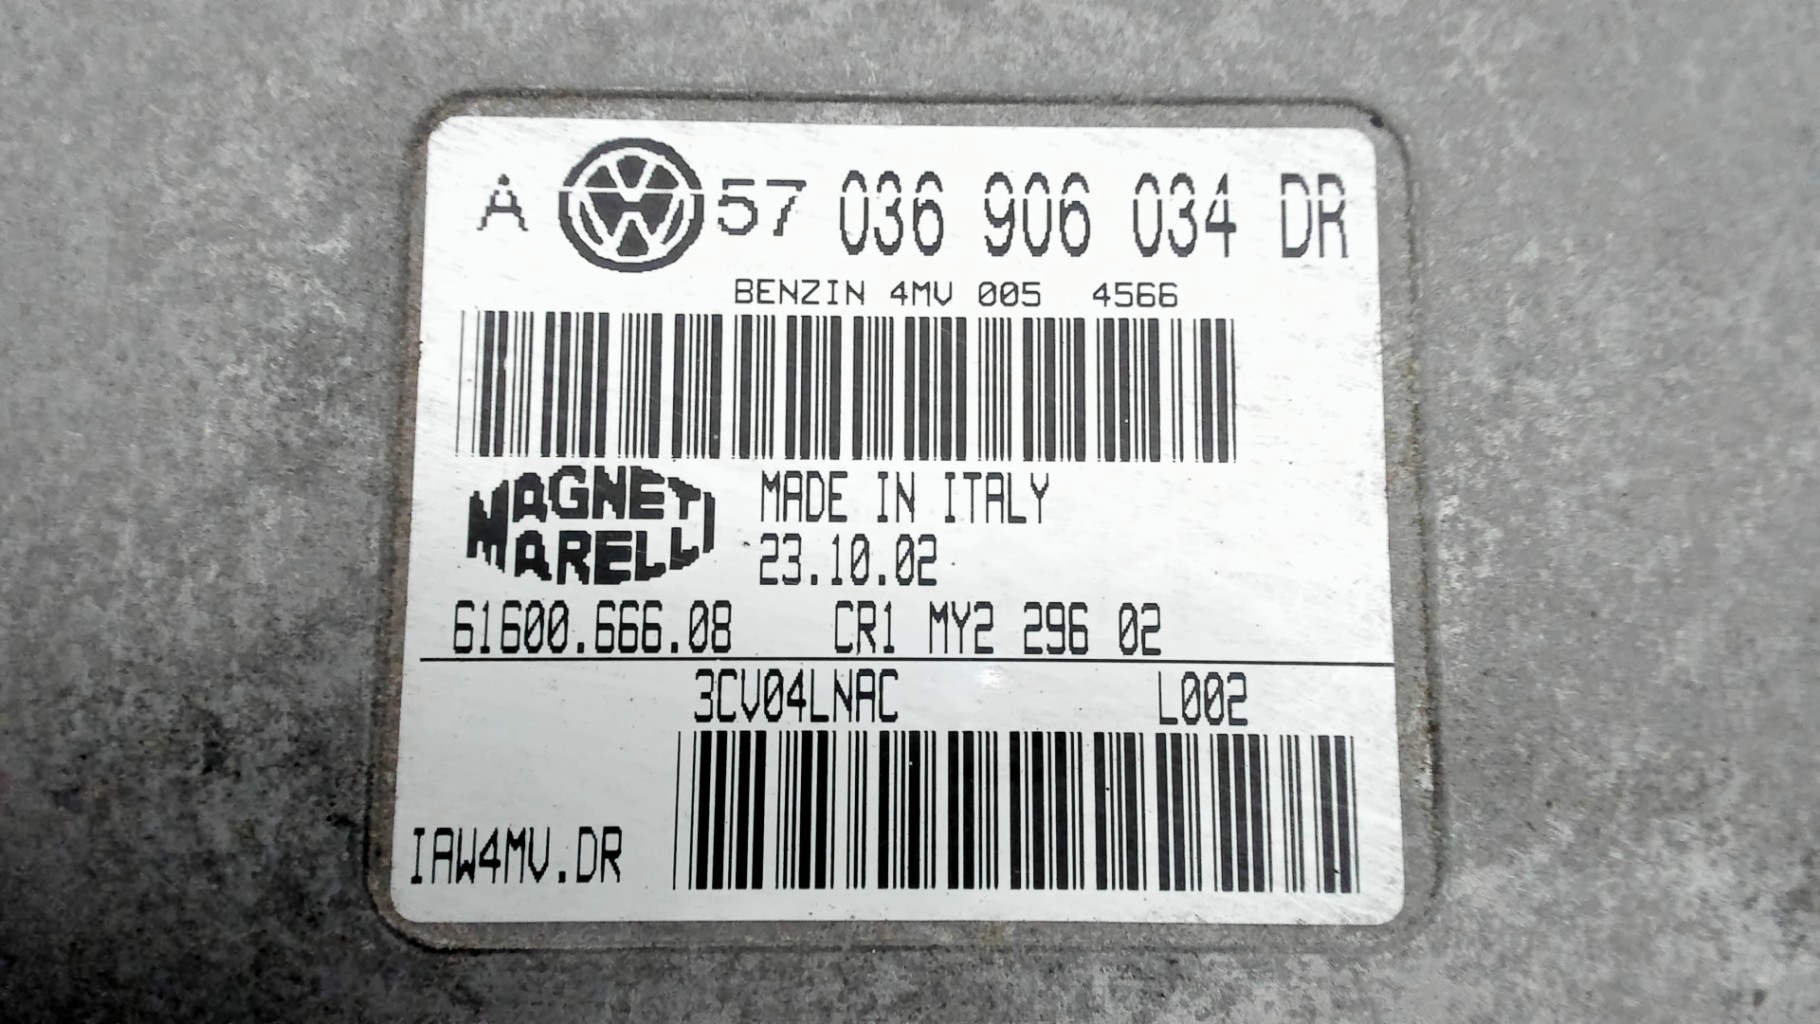 A VW 57 036 906 034 DR
BENZIN 4MV 005 4566
MAGNETI MARELLI
MADE IN ITALY
23.10.02
61600.666.08 CR1 MY2 296 02
3CV04LNAC L002
IAW4MV.DR